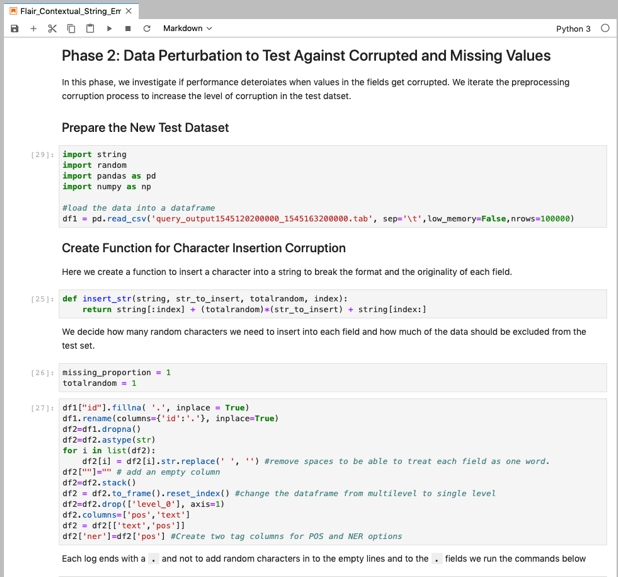 Flair_Contextual_String_Em
Markdown
Python 3
Phase 2: Data Perturbation to Test Against Corrupted and Missing Values
In this phase, we investigate if performance deteroiates when values in the fields get corrupted. We iterate the preprocessing
corruption process to increase the level of corruption in the test datset.
Prepare the New Test Dataset
[29]: import string
import random
import pandas as pd
import numpy as np
#load the data into a dataframe
df1 = pd.read_csv('query_output1545120200000_1545163200000.tab', sep='\t',low_memory=False,nrows=100000)
Create Function for Character Insertion Corruption
Here we create a function to insert a character into a string to break the format and the originality of each field.
[25]: def insert_str(string, str_to_insert, totalrandom, index):
return string[:index] + (totalrandom)*(str_to_insert) + string[index:]
We decide how many random characters we need to insert into each field and how much of the data should be excluded from the
test set.
[26]: missing_proportion = 1
totalrandom = 1
[27]: df1["id"].fillna( '.', inplace = True)
df1.rename(columns={'id':'.'}, inplace=True)
df2=df1.dropna()
df2=df2.astype(str)
for i in list(df2):
df2[i] = df2[i].str.replace(' ', '') #remove spaces to be able to treat each field as one word.
df2[""]="" # add an empty column
df2=df2.stack()
df2 = df2.to_frame().reset_index() #change the dataframe from multilevel to single level
df2=df2.drop(['level_0'], axis=1)
df2.columns=['pos','text']
df2 = df2[['text','pos']]
df2['ner']=df2['pos'] #Create two tag columns for POS and NER options
Each log ends with a . and not to add random characters in to the empty lines and to the . fields we run the commands below